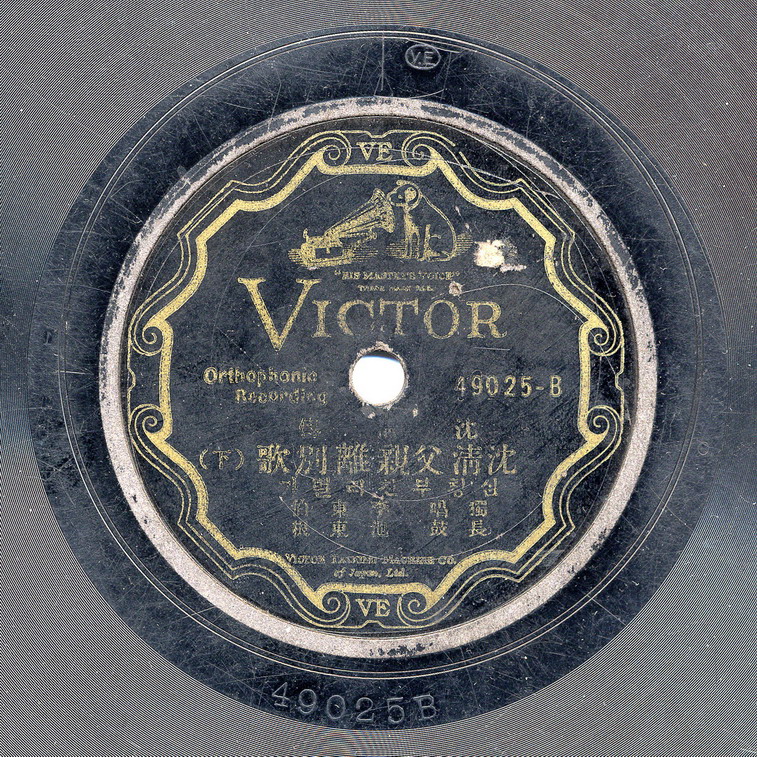 V.E
VE
"HIS MASTER'S VOICE"
VICTOR
Orthophonic
Recording
49025-B
沈
沈淸父親離別歌 (下)
심쳥부친리별가
獨唱 李東伯
長鼓 池東根
VICTOR TALKING MACHINE CO.
of Japan, Ltd.
VE
49025B